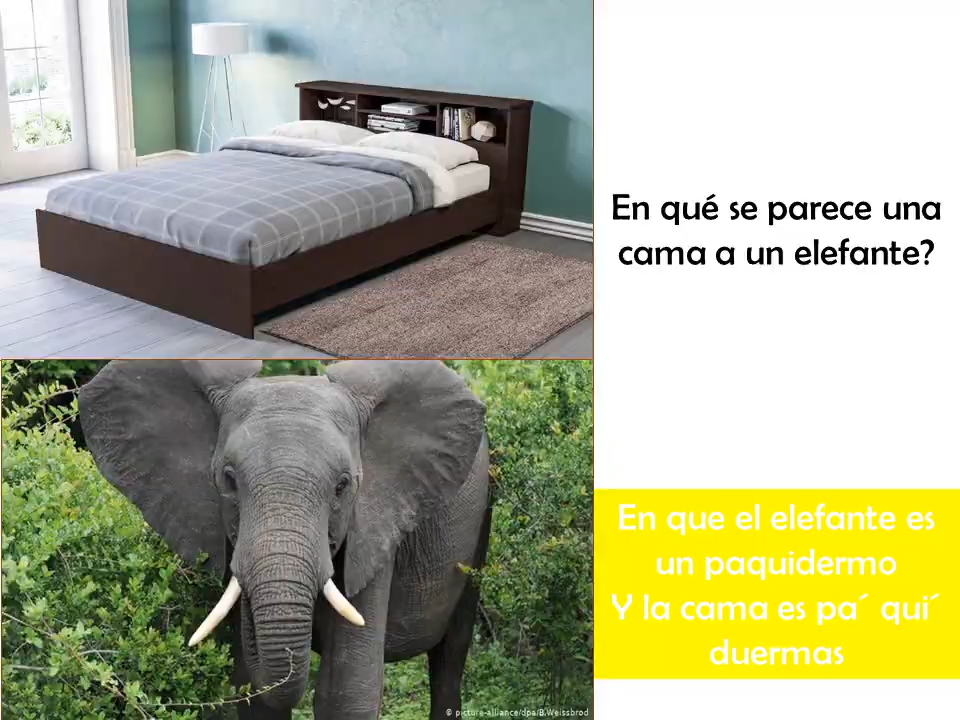 En qué se parece una
cama a un elefante?
En que el elefante es
un paquidermo
Y la cama es pa´ qui´
duermas
© picture-alliance/dpa/B.Weissbrod